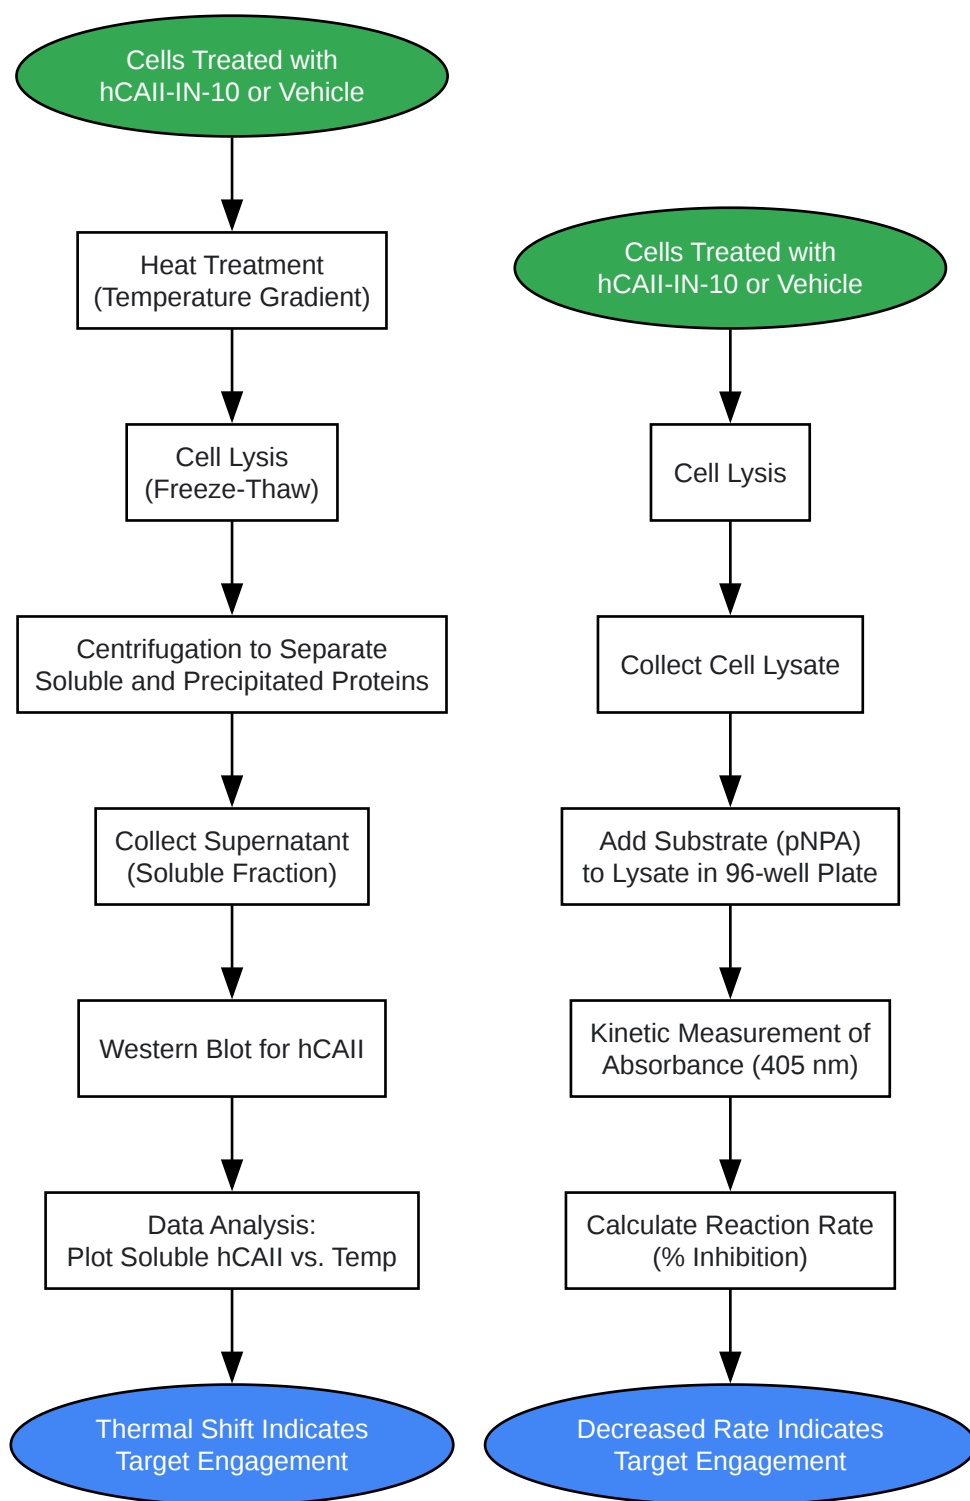 Cells Treated with
hCAII-IN-10 or Vehicle
Heat Treatment
(Temperature Gradient)
Cell Lysis
(Freeze-Thaw)
Centrifugation to Separate
Soluble and Precipitated Proteins
Collect Supernatant
(Soluble Fraction)
Western Blot for hCAII
Data Analysis:
Plot Soluble hCAII vs. Temp
Thermal Shift Indicates
Target Engagement
Cells Treated with
hCAII-IN-10 or Vehicle
Cell Lysis
Collect Cell Lysate
Add Substrate (pNPA)
to Lysate in 96-well Plate
Kinetic Measurement of
Absorbance (405 nm)
Calculate Reaction Rate
(% Inhibition)
Decreased Rate Indicates
Target Engagement